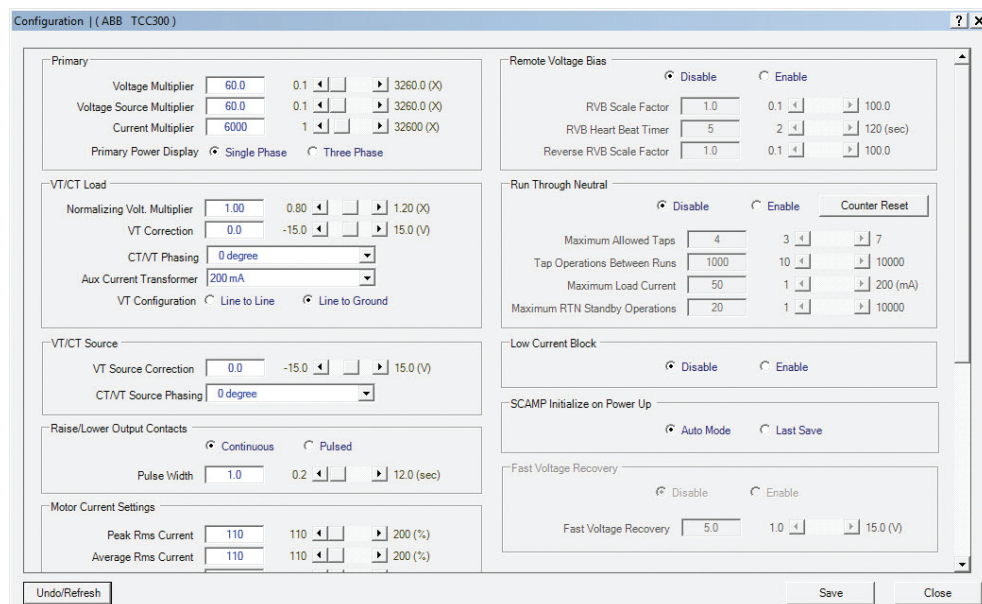 Configuration | ( ABB TCC300 )
? X
Primary
Voltage Multiplier 60.0 0.1 3260.0 (X)
Voltage Source Multiplier 60.0 0.1 3260.0 (X)
Current Multiplier 6000 1 32600 (X)
Primary Power Display Single Phase Three Phase
VT/CT Load
Normalizing Volt. Multiplier 1.00 0.80 1.20 (X)
VT Correction 0.0 -15.0 15.0 (V)
CT/VT Phasing 0 degree
Aux Current Transformer 200 mA
VT Configuration Line to Line Line to Ground
VT/CT Source
VT Source Correction 0.0 -15.0 15.0 (V)
CT/VT Source Phasing 0 degree
Raise/Lower Output Contacts
Continuous Pulsed
Pulse Width 1.0 0.2 12.0 (sec)
Motor Current Settings
Peak Rms Current 110 110 200 (%)
Average Rms Current 110 110 200 (%)
Remote Voltage Bias
Disable Enable
RVB Scale Factor 1.0 0.1 100.0
RVB Heart Beat Timer 5 2 120 (sec)
Reverse RVB Scale Factor 1.0 0.1 100.0
Run Through Neutral
Disable Enable Counter Reset
Maximum Allowed Taps 4 3 7
Tap Operations Between Runs 1000 10 10000
Maximum Load Current 50 1 200 (mA)
Maximum RTN Standby Operations 20 1 10000
Low Current Block
Disable Enable
SCAMP Initialize on Power Up
Auto Mode Last Save
Fast Voltage Recovery
Disable Enable
Fast Voltage Recovery 5.0 1.0 15.0 (V)
Undo/Refresh Save Close